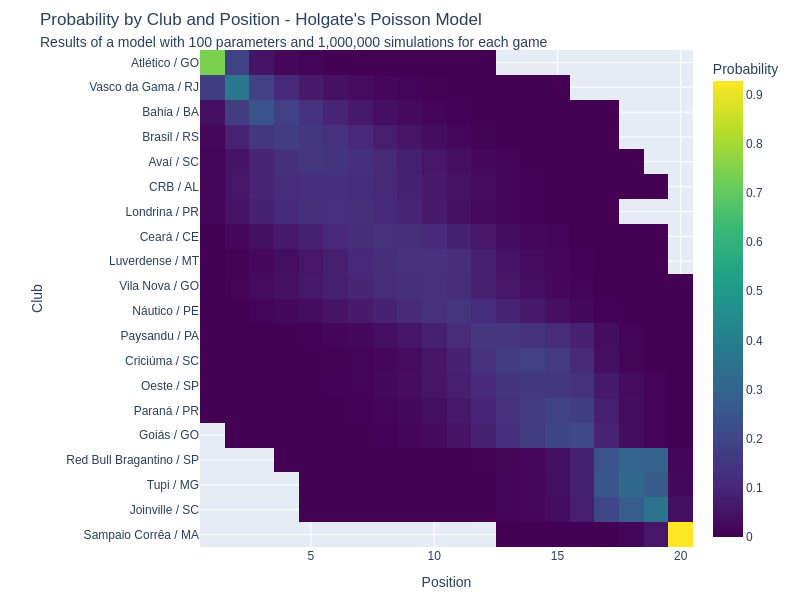 Probability by Club and Position - Holgate's Poisson Model
Results of a model with 100 parameters and 1,000,000 simulations for each game
Probability
Atlético / GO
Vasco da Gama / RJ
Bahia / BA
Brasil / RS
Avaí / SC
CRB / AL
Londrina / PR
Ceará / CE
Luverdense / MT
Vila Nova / GO
Náutico / PE
Paysandu / PA
Criciúma / SC
Oeste / SP
Paraná / PR
Goiás / GO
Red Bull Bragantino / SP
Tupi / MG
Joinville / SC
Sampaio Corrêa / MA
Club
5
10
15
20
Position
0.9
0.8
0.7
0.6
0.5
0.4
0.3
0.2
0.1
0